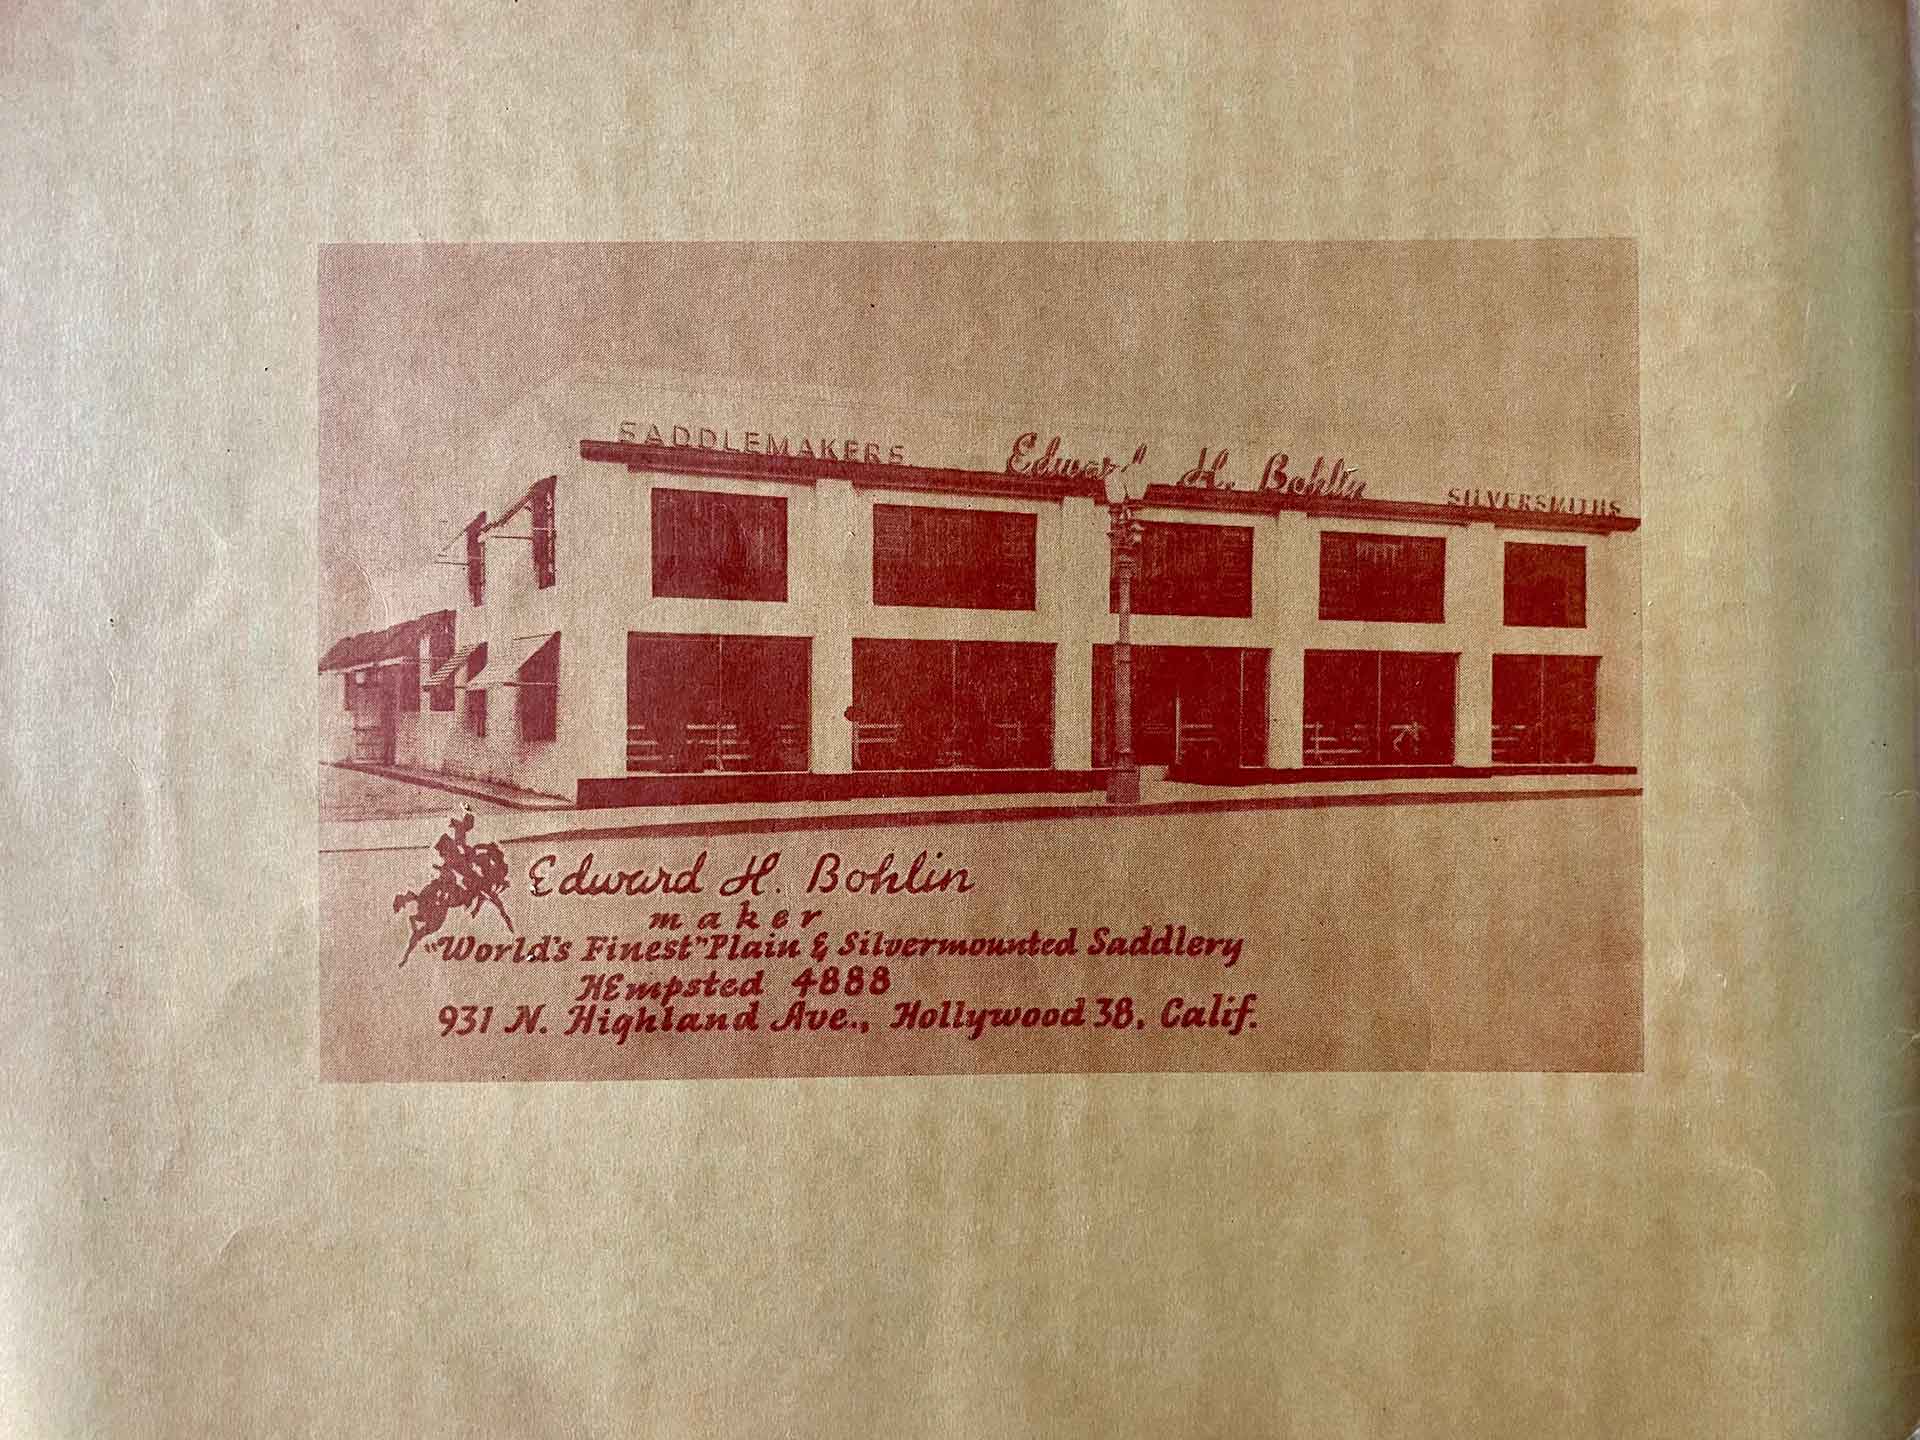 SADDLEMAKERS
Edward H. Bohlin
SILVERSMITHS
Edward H. Bohlin
maker
"World's Finest" Plain & Silvermounted Saddlery
HEmpsted 4888
931 N. Highland Ave., Hollywood 38, Calif.